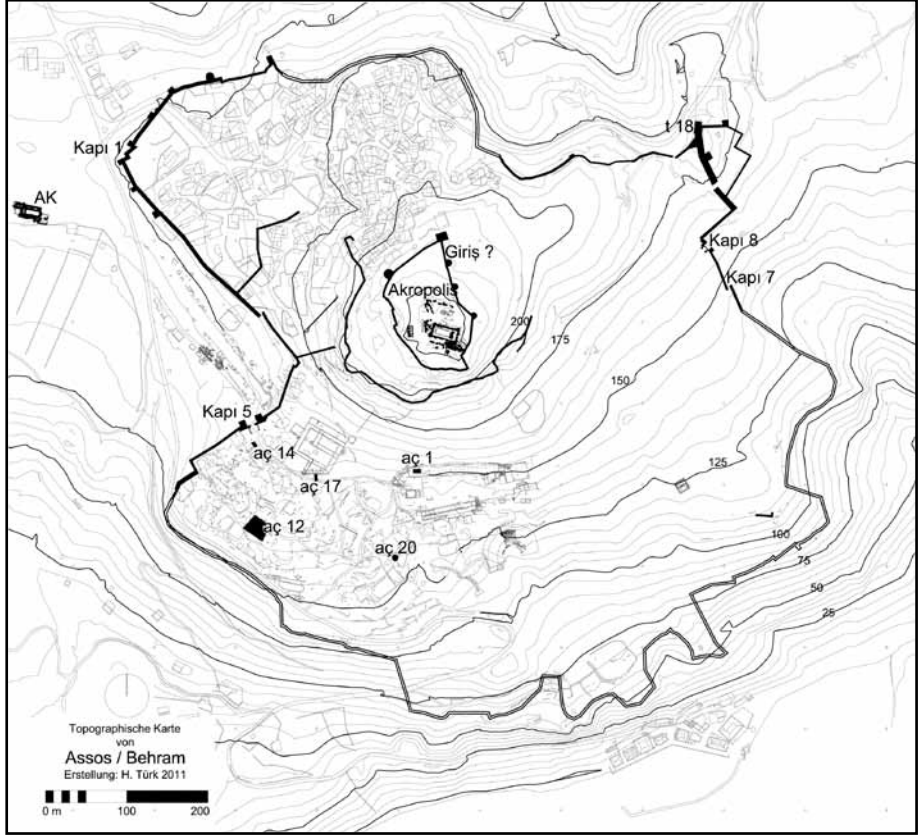 t 18
Kapı 1
AK
Kapı 8
Giriş ?
Kapı 7
Akropolis
200
175
150
Kapı 5
aç 14
aç 1
125
aç 17
aç 12
100
aç 20
75
50
25
Topographische Karte
von
Assos / Behram
Erstellung: H. Türk 2011
0 m 100 200